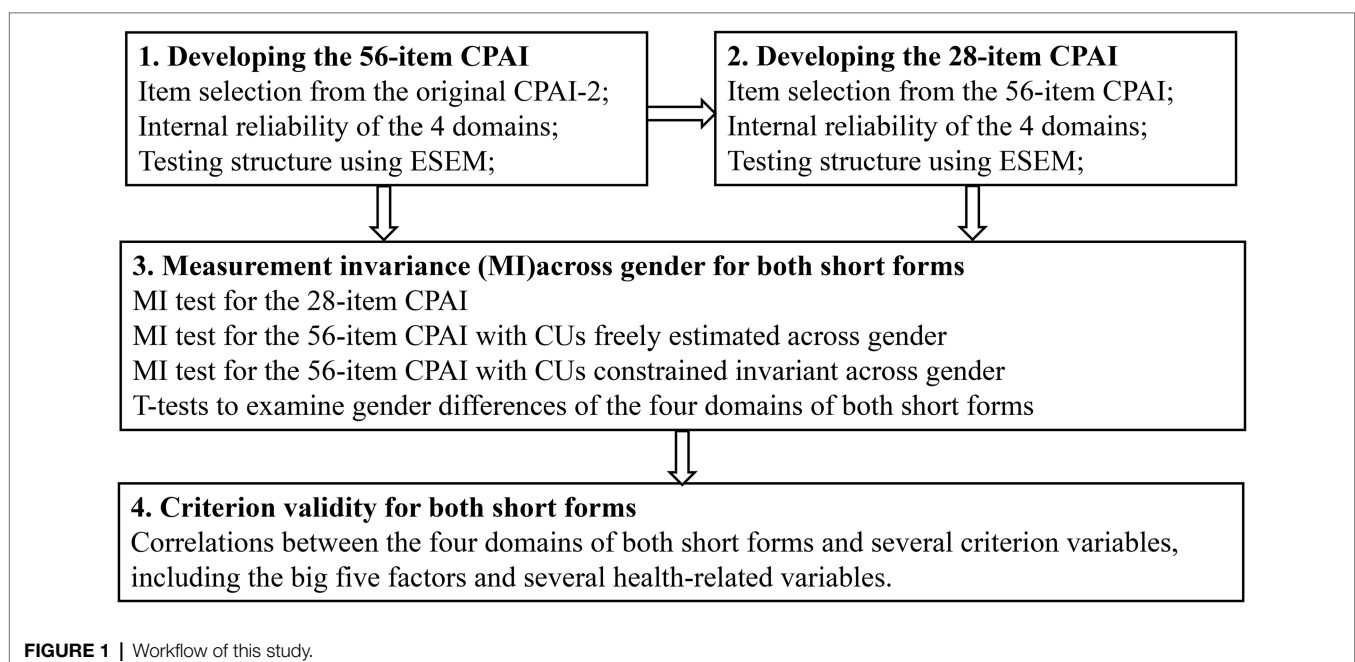 1. Developing the 56-item CPAI
Item selection from the original CPAI-2;
Internal reliability of the 4 domains;
Testing structure using ESEM;
2. Developing the 28-item CPAI
Item selection from the 56-item CPAI;
Internal reliability of the 4 domains;
Testing structure using ESEM;
3. Measurement invariance (MI)across gender for both short forms
MI test for the 28-item CPAI
MI test for the 56-item CPAI with CUs freely estimated across gender
MI test for the 56-item CPAI with CUs constrained invariant across gender
T-tests to examine gender differences of the four domains of both short forms
4. Criterion validity for both short forms
Correlations between the four domains of both short forms and several criterion variables,
including the big five factors and several health-related variables.
FIGURE 1 | Workflow of this study.